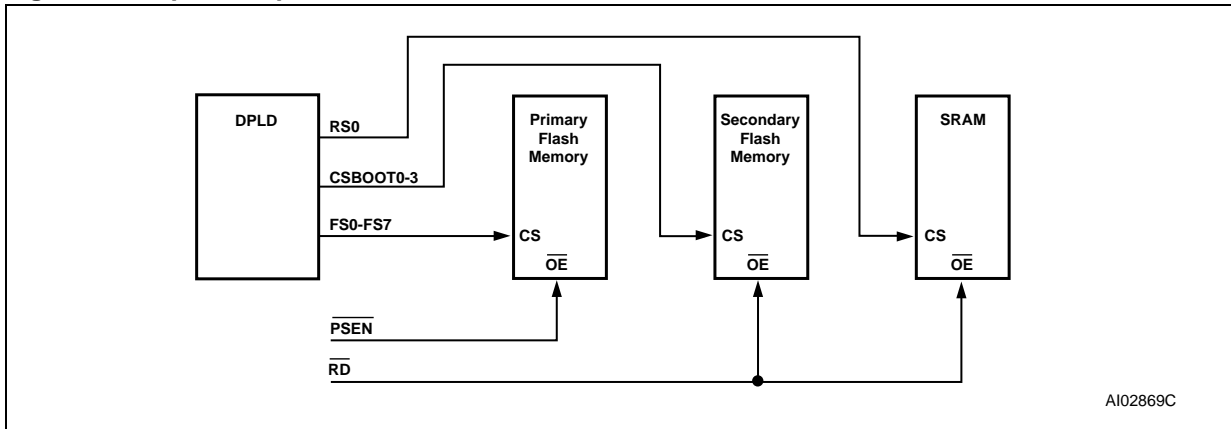 DPLD
RS0
CSBOOT0-3
FS0-FS7
Primary
Flash
Memory
CS
OE
Secondary
Flash
Memory
CS
OE
SRAM
CS
OE
PSEN
RD
AI02869C